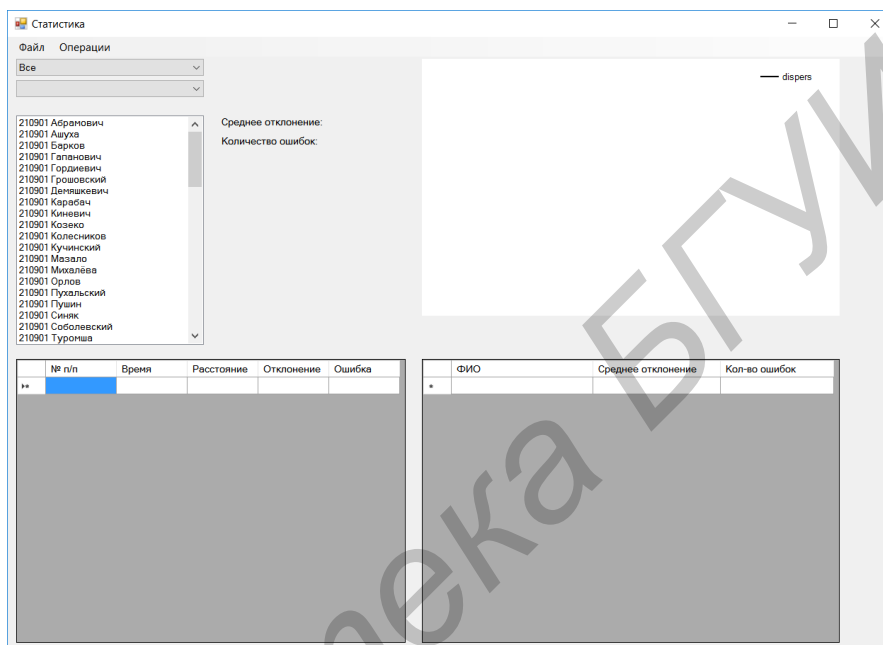 Статистика
Файл Операции
Все
dispers
210901 Абрамович
210901 Ашуха
210901 Барков
210901 Гапанович
210901 Гордиевич
210901 Грошовский
210901 Демяшкевич
210901 Карабач
210901 Киневич
210901 Козеко
210901 Колесников
210901 Кучинский
210901 Мазало
210901 Михалёва
210901 Орлов
210901 Пухальский
210901 Пушин
210901 Синяк
210901 Соболевский
210901 Туромша
Среднее отклонение:
Количество ошибок:
№ п/п Время Расстояние Отклонение Ошибка
ФИО Среднее отклонение Кол-во ошибок
тека БГУИ